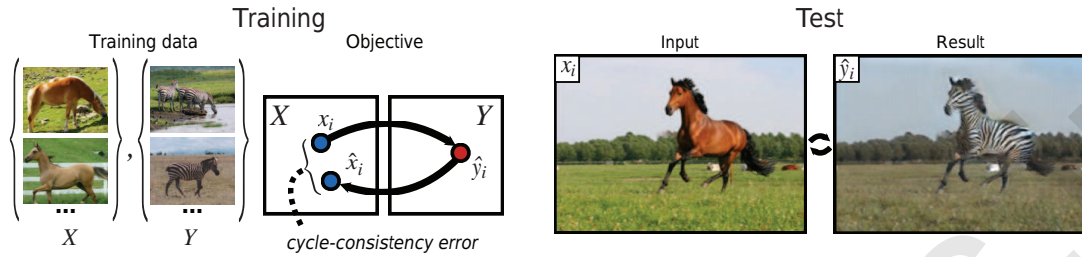 Training
Training data
Objective
X
x_i
x̂_i
Y
ŷ_i
,
...
...
X
Y
cycle-consistency error
Test
Input
Result
x_i
ŷ_i